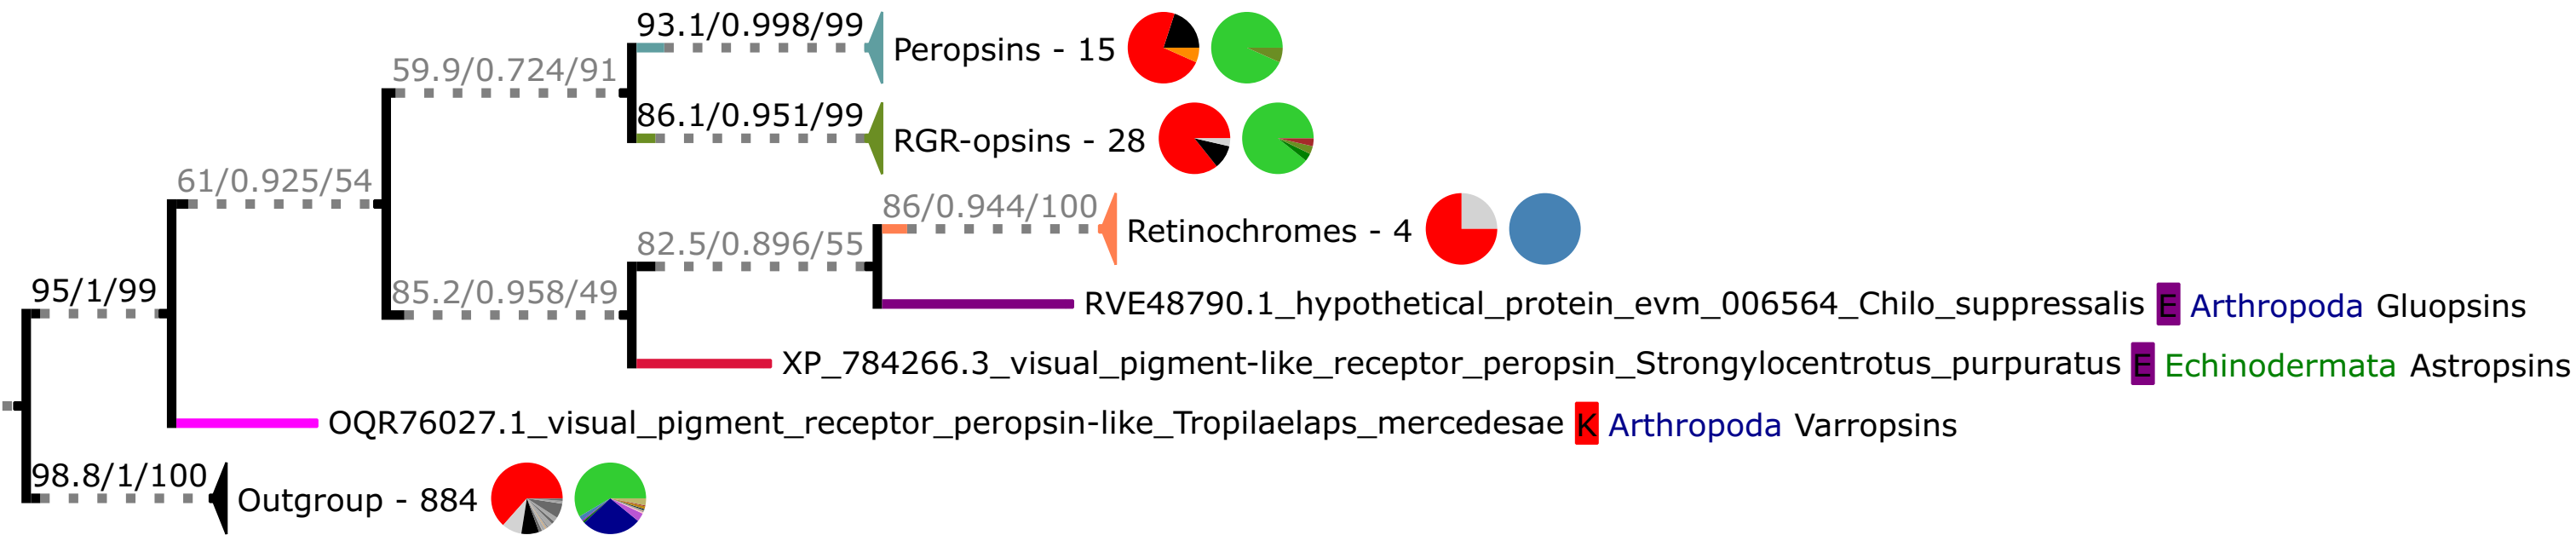 93.1/0.998/99
Peropsins - 15
59.9/0.724/91
86.1/0.951/99
RGR-opsins - 28
61/0.925/54
86/0.944/100
Retinochromes - 4
82.5/0.896/55
95/1/99
85.2/0.958/49
RVE48790.1_hypothetical_protein_evm_006564_Chilo_suppressalis E Arthropoda Gluopsins
XP_784266.3_visual_pigment-like_receptor_peropsin_Strongylocentrotus_purpuratus E Echinodermata Astropsins
OQR76027.1_visual_pigment_receptor_peropsin-like_Tropilaelaps_mercedesae K Arthropoda Varropsins
98.8/1/100
Outgroup - 884